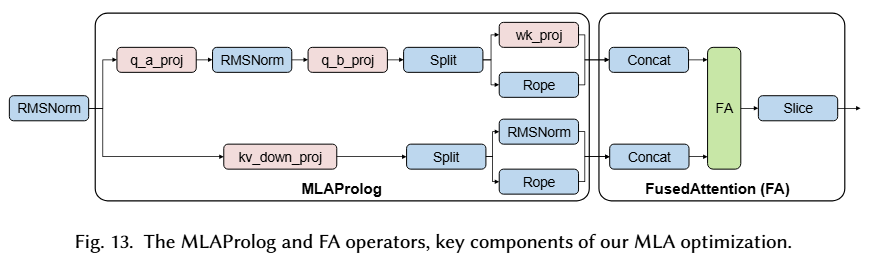 RMSNorm
q_a_proj
RMSNorm
q_b_proj
Split
wk_proj
Rope
kv_down_proj
Split
RMSNorm
Rope
MLAProlog
Concat
Concat
FA
Slice
FusedAttention (FA)
Fig. 13. The MLAProlog and FA operators, key components of our MLA optimization.